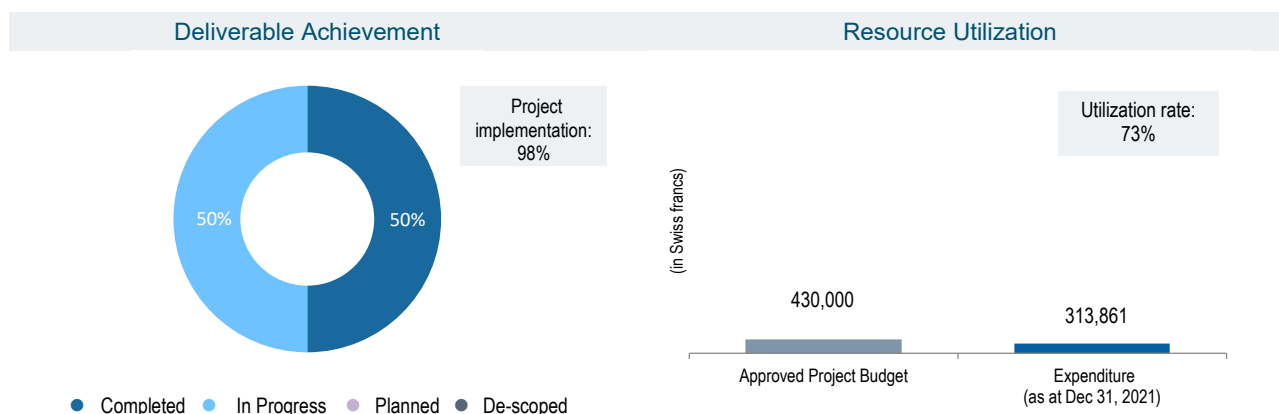 Deliverable Achievement
Resource Utilization
Project
implementation:
98%
Utilization rate:
73%
50%
50%
(in Swiss francs)
430,000
313,861
Approved Project Budget
Expenditure
(as at Dec 31, 2021)
Completed
In Progress
Planned
De-scoped